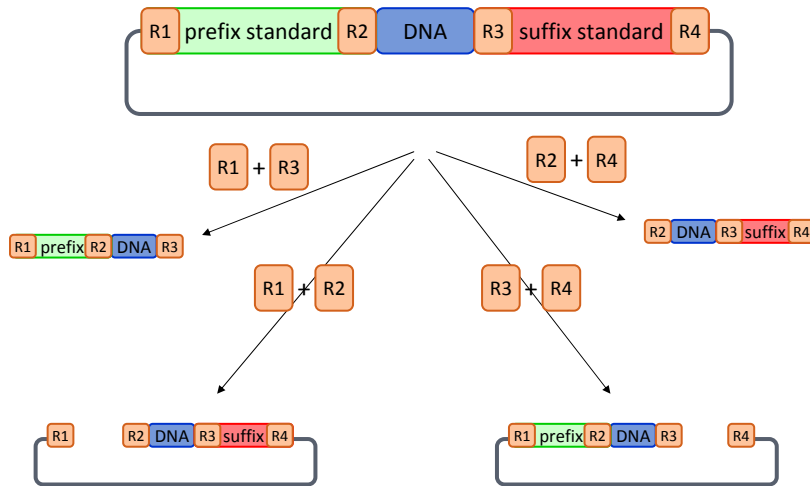 R1 prefix standard R2 DNA R3 suffix standard R4
R1 + R3
R2 + R4
R1 prefix R2 DNA R3
R2 DNA R3 suffix R4
R1 + R2
R3 + R4
R1 R2 DNA R3 suffix R4
R1 prefix R2 DNA R3 R4